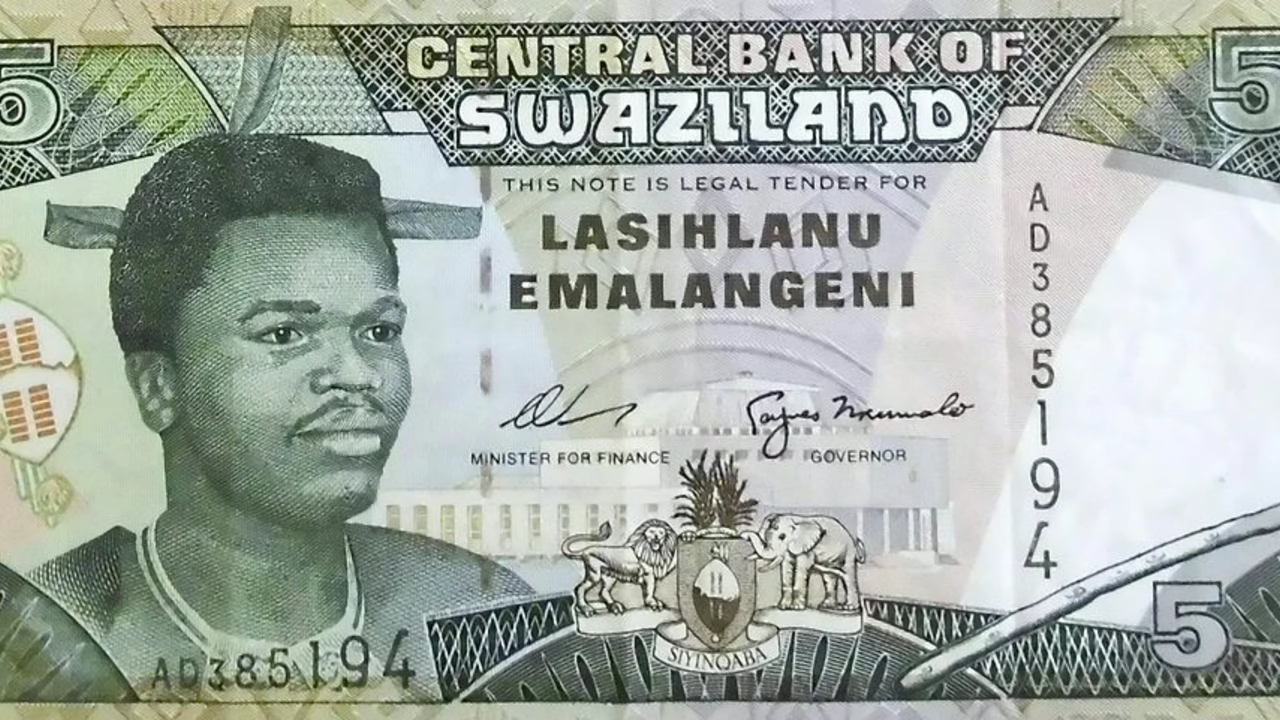 5
CENTRAL BANK OF
5
SWAZILAND
THIS NOTE IS LEGAL TENDER FOR
LASIHLANU
EMALANGENI
AD385194
MINISTER FOR FINANCE
GOVERNOR
SIYINQABA
5
AD385194